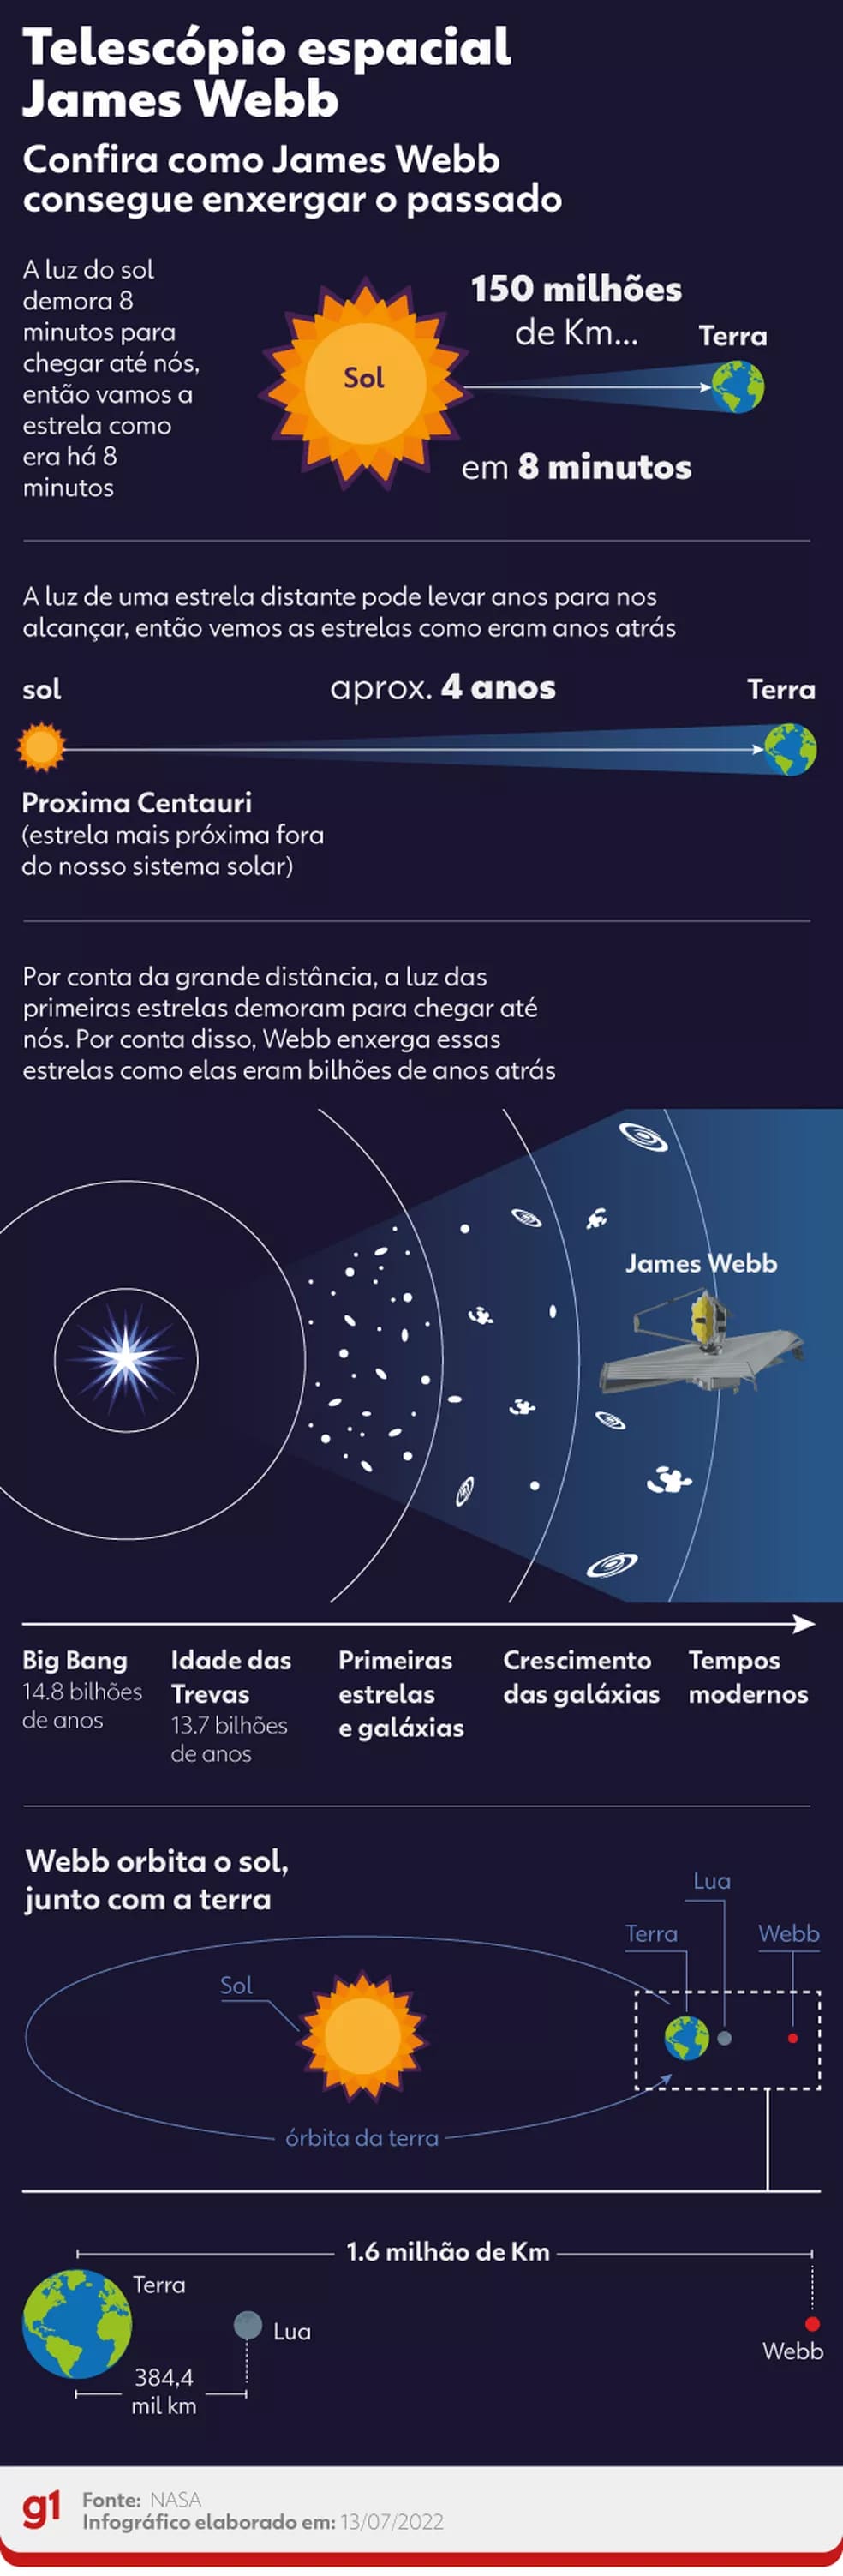 Telescópio espacial
James Webb
Confira como James Webb
consegue enxergar o passado
A luz do sol
demora 8
minutos para
chegar até nós,
então vamos a
estrela como
era há 8
minutos
Sol
150 milhões
de Km...
Terra
em 8 minutos
A luz de uma estrela distante pode levar anos para nos
alcançar, então vemos as estrelas como eram anos atrás
sol
aprox. 4 anos
Terra
Proxima Centauri
(estrela mais próxima fora
do nosso sistema solar)
Por conta da grande distância, a luz das
primeiras estrelas demoram para chegar até
nós. Por conta disso, Webb enxerga essas
estrelas como elas eram bilhões de anos atrás
James Webb
Big Bang
14.8 bilhões
de anos
Idade das
Trevas
13.7 bilhões
de anos
Primeiras
estrelas
e galáxias
Crescimento
das galáxias
Tempos
modernos
Webb orbita o sol,
junto com a terra
Lua
Terra
Webb
Sol
órbita da terra
1.6 milhão de Km
Terra
Lua
Webb
384,4
mil km
g1
Fonte: NASA
Infográfico elaborado em: 13/07/2022